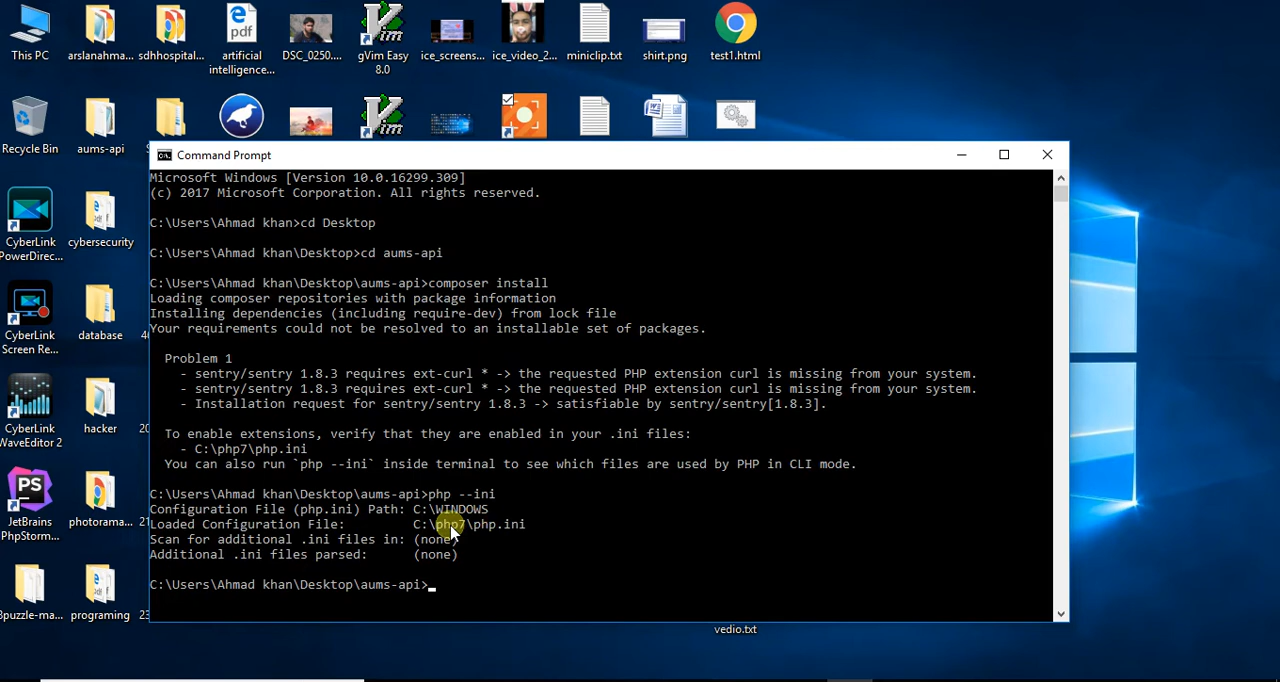 This PC
arslanahma...
sdhhospital...
artificial
intelligence...
DSC_0250....
gVim Easy
8.0
ice_screens...
ice_video_2...
miniclip.txt
shirt.png
test1.html
Recycle Bin
aums-api
CyberLink
PowerDirec...
cybersecurity
CyberLink
Screen Re...
database
CyberLink
WaveEditor 2
hacker
JetBrains
PhpStorm...
photorama...
8puzzle-ma...
programing
Command Prompt
Microsoft Windows [Version 10.0.16299.309]
(c) 2017 Microsoft Corporation. All rights reserved.
C:\Users\Ahmad khan>cd Desktop
C:\Users\Ahmad khan\Desktop>cd aums-api
C:\Users\Ahmad khan\Desktop\aums-api>composer install
Loading composer repositories with package information
Installing dependencies (including require-dev) from lock file
Your requirements could not be resolved to an installable set of packages.
Problem 1
- sentry/sentry 1.8.3 requires ext-curl * -> the requested PHP extension curl is missing from your system.
- sentry/sentry 1.8.3 requires ext-curl * -> the requested PHP extension curl is missing from your system.
- Installation request for sentry/sentry 1.8.3 -> satisfiable by sentry/sentry[1.8.3].
To enable extensions, verify that they are enabled in your .ini files:
- C:\php7\php.ini
You can also run `php --ini` inside terminal to see which files are used by PHP in CLI mode.
C:\Users\Ahmad khan\Desktop\aums-api>php --ini
Configuration File (php.ini) Path: C:\WINDOWS
Loaded Configuration File: C:\php7\php.ini
Scan for additional .ini files in: (none)
Additional .ini files parsed: (none)
C:\Users\Ahmad khan\Desktop\aums-api>
vedio.txt